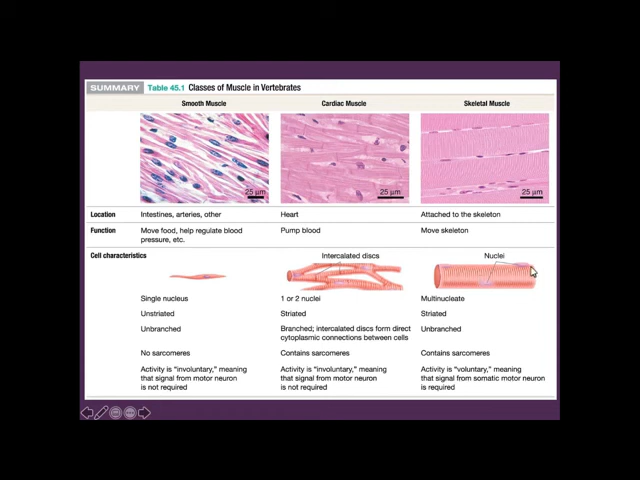 SUMMARY Table 45.1 Classes of Muscle in Vertebrates
Smooth Muscle Cardiac Muscle Skeletal Muscle
25 µm 25 µm 25 µm
Location Intestines, arteries, other Heart Attached to the skeleton
Function Move food, help regulate blood Pump blood Move skeleton
pressure, etc.
Cell characteristics Intercalated discs Nuclei
Single nucleus 1 or 2 nuclei Multinucleate
Unstriated Striated Striated
Unbranched Branched; intercalated discs form direct Unbranched
cytoplasmic connections between cells
No sarcomeres Contains sarcomeres Contains sarcomeres
Activity is "involuntary," meaning Activity is "involuntary," meaning Activity is "voluntary," meaning
that signal from motor neuron that signal from motor neuron that signal from somatic motor neuron
is not required is not required is required